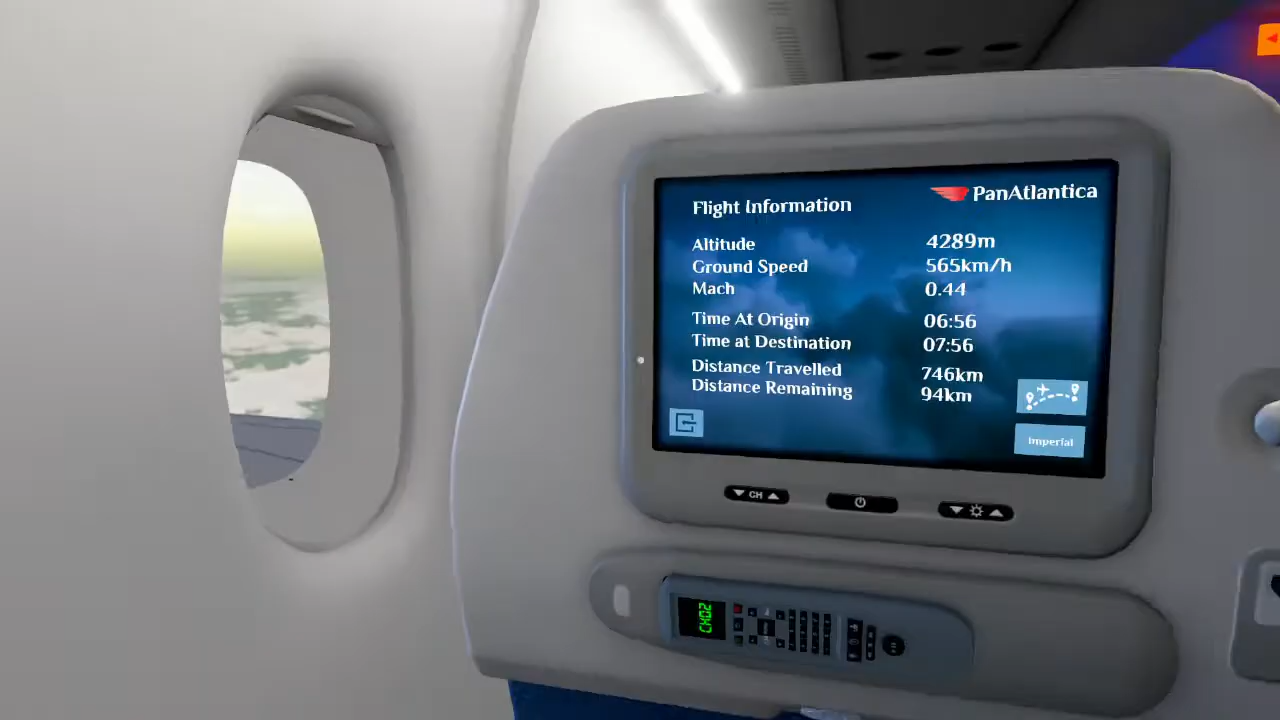 Flight Information
PanAtlantica
Altitude 4289m
Ground Speed 565km/h
Mach 0.44
Time At Origin 06:56
Time at Destination 07:56
Distance Travelled 746km
Distance Remaining 94km
Imperial
CH
CH02